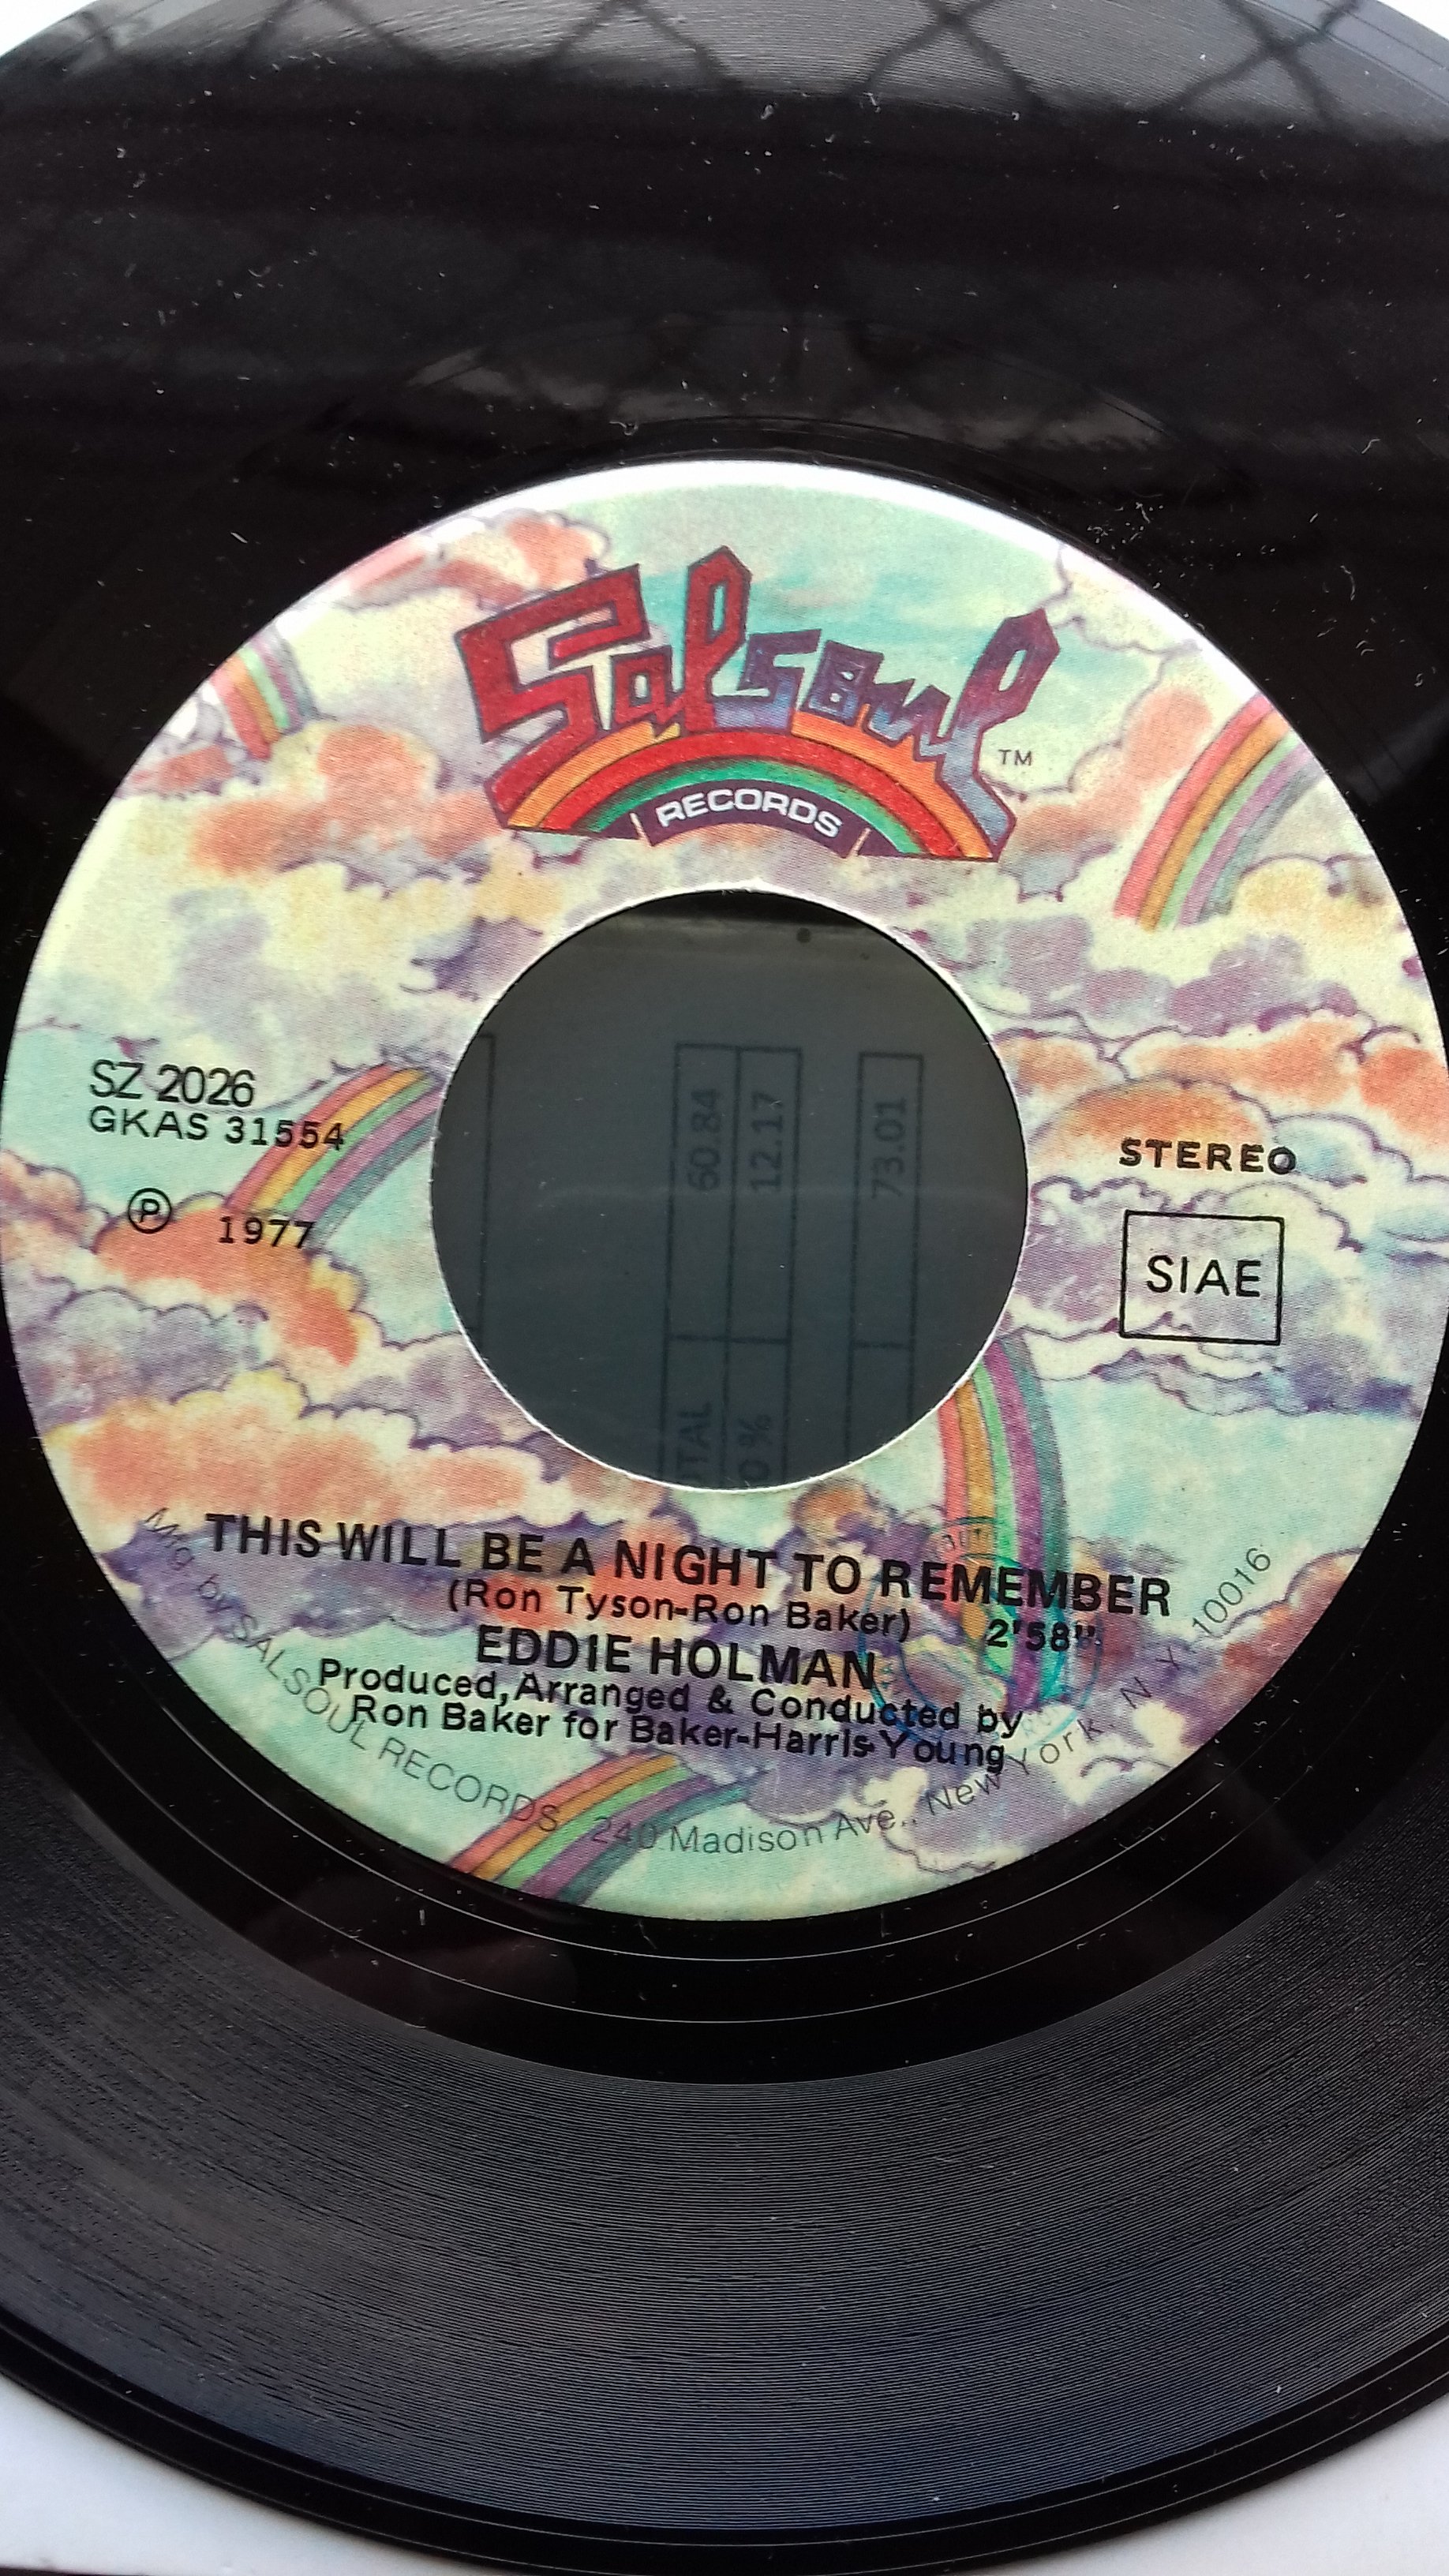 Salsoul TM
RECORDS
SZ 2026
GKAS 31554
Ⓟ 1977
STEREO
SIAE
60.84
12.17
73.01
THIS WILL BE A NIGHT TO REMEMBER
(Ron Tyson-Ron Baker) 2'58"
EDDIE HOLMAN
Produced, Arranged & Conducted by
Ron Baker for Baker-Harris-Young
Mfg. by SALSOUL RECORDS, 240 Madison Ave., New York, N.Y. 10016